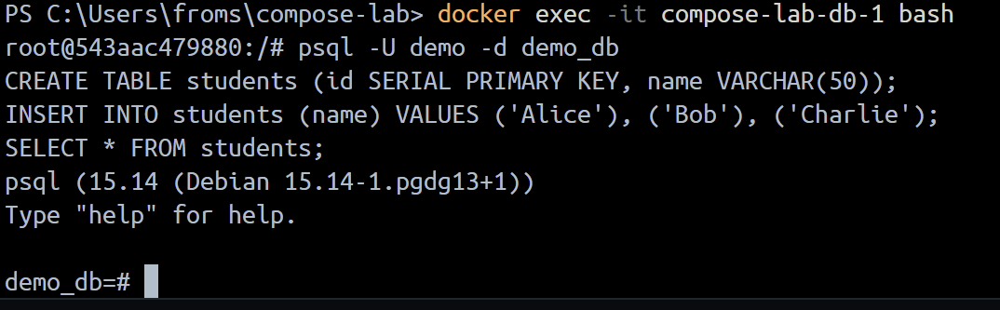 PS C:\Users\froms\compose-lab> docker exec -it compose-lab-db-1 bash
root@543aac479880:/# psql -U demo -d demo_db
CREATE TABLE students (id SERIAL PRIMARY KEY, name VARCHAR(50));
INSERT INTO students (name) VALUES ('Alice'), ('Bob'), ('Charlie');
SELECT * FROM students;
psql (15.14 (Debian 15.14-1.pgdg13+1))
Type "help" for help.
demo_db=#